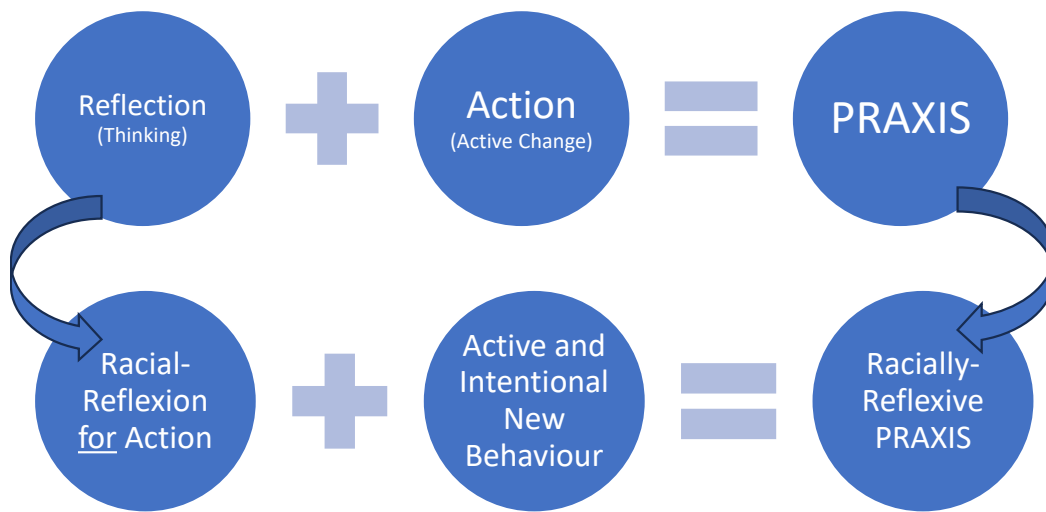 Reflection
(Thinking)
Action
(Active Change)
PRAXIS
Racial-
Reflexion
for Action
Active and
Intentional
New
Behaviour
Racially-
Reflexive
PRAXIS